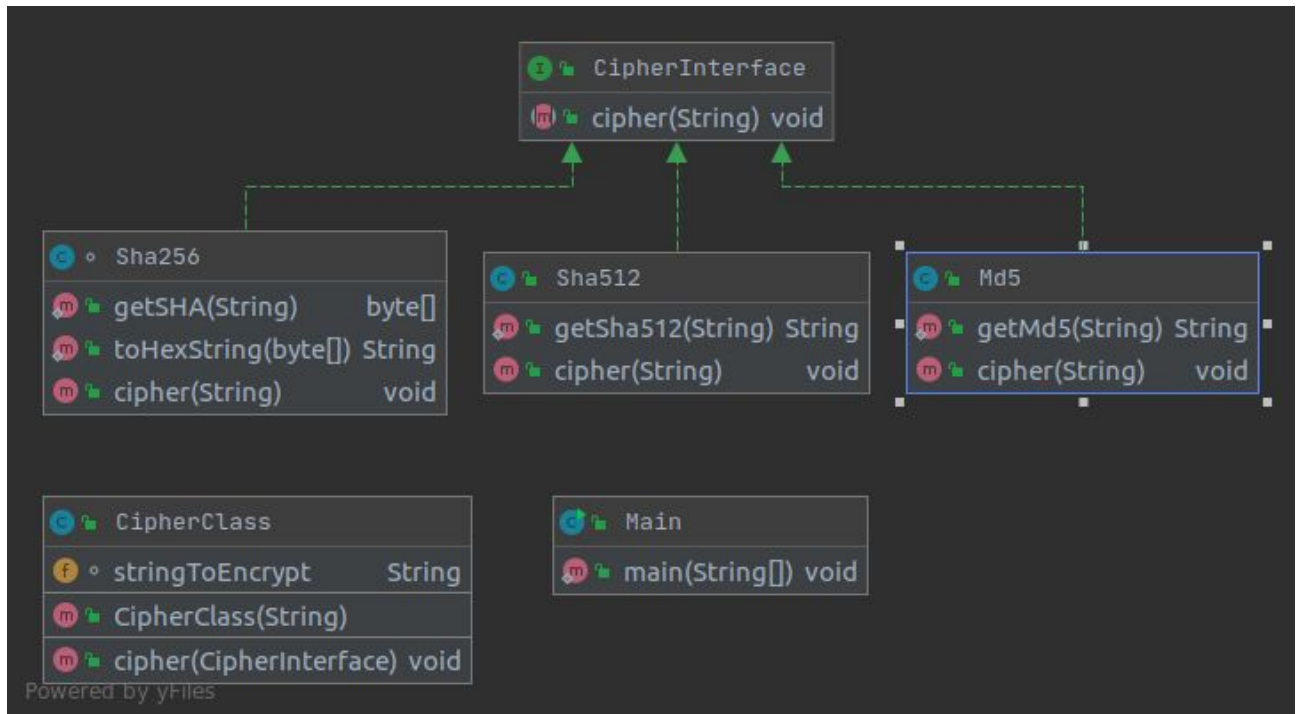 CipherInterface
cipher(String) void
Sha256
getSHA(String) byte[]
toHexString(byte[]) String
cipher(String) void
Sha512
getSha512(String) String
cipher(String) void
Md5
getMd5(String) String
cipher(String) void
CipherClass
stringToEncrypt String
CipherClass(String)
cipher(CipherInterface) void
Main
main(String[]) void
Powered by yFiles